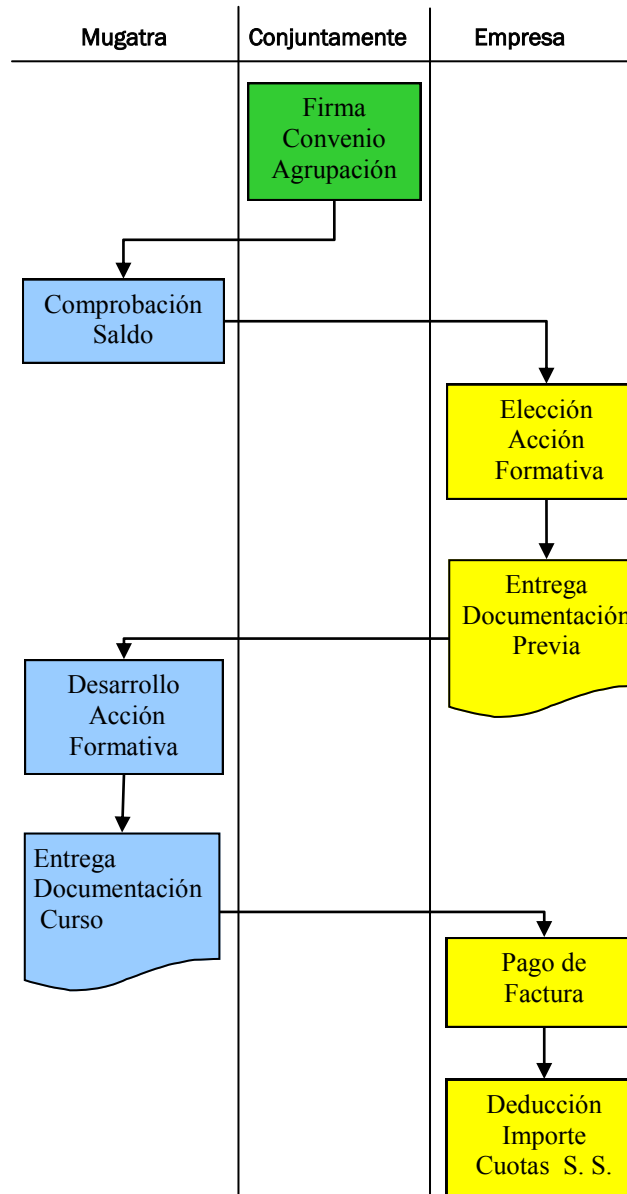 Mugatra Conjuntamente Empresa
Firma
Convenio
Agrupación
Comprobación
Saldo
Elección
Acción
Formativa
Entrega
Documentación
Previa
Desarrollo
Acción
Formativa
Entrega
Documentación
Curso
Pago de
Factura
Deducción
Importe
Cuotas S. S.